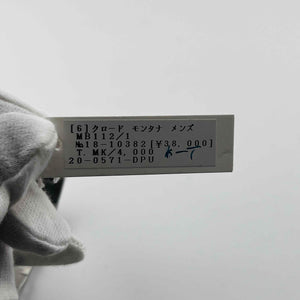 [6]クロード モンタナ メンズ
MB112/1
№18-10382[¥38,000]
T. MK/4,000
20-0571-DPU